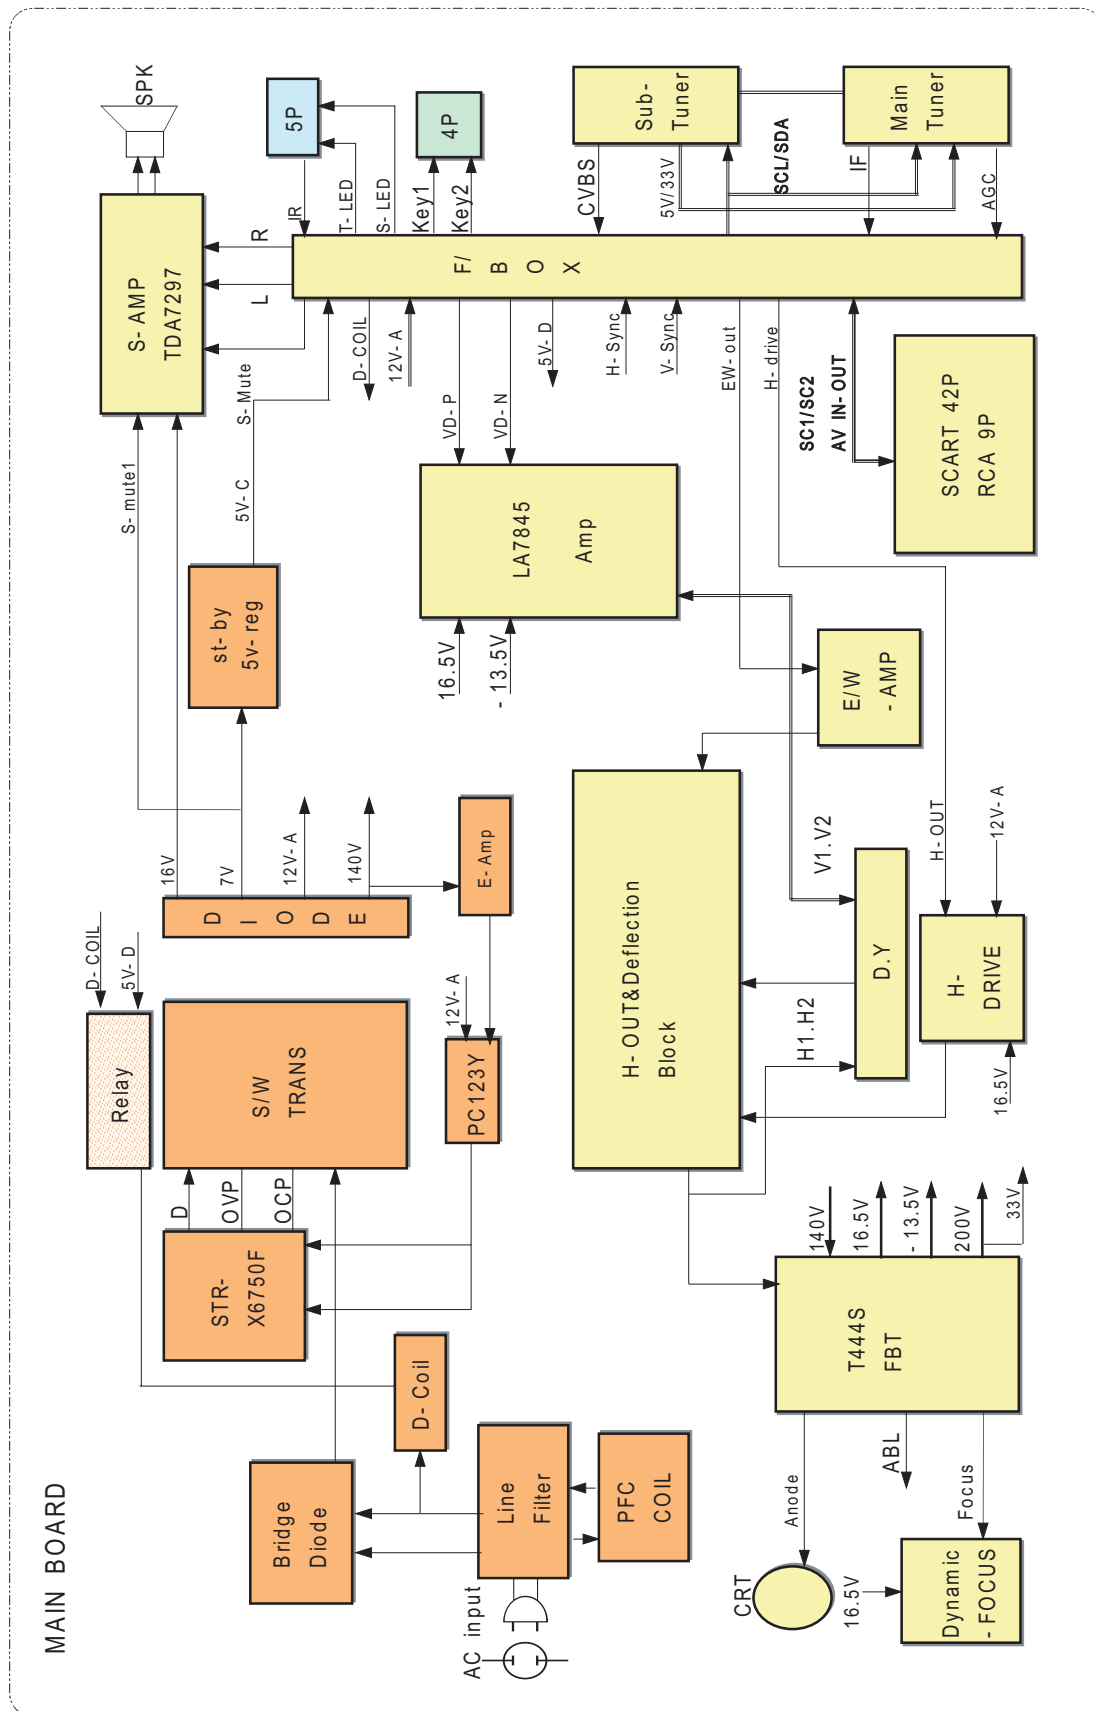 MAIN BOARD
AC input
Line
Filter
PFC
COIL
Bridge
Diode
D- Coil
STR-
X6750F
D
OVP
OCP
S/W
TRANS
Relay
D- COIL
5V- D
PC123Y
12V- A
E- Amp
D I O D E
16V
7V
12V- A
140V
st- by
5v- reg
S- mute1
5V- C
S- Mute
S- AMP
TDA7297
SPK
L
R
IR
T- LED
S- LED
5P
4P
Key1
Key2
F/ B O X
D- COIL
12V- A
VD- P
VD- N
5V- D
H- Sync
V- Sync
EW- out
H- drive
CVBS
5V/33V
SCL/SDA
IF
AGC
Sub-
Tuner
Main
Tuner
SC1/SC2
AV IN- OUT
SCART 42P
RCA 9P
LA7845
Amp
16.5V
- 13.5V
E/W
- AMP
H- OUT&Deflection
Block
V1.V2
H1.H2
D.Y
H- OUT
12V- A
H-
DRIVE
16.5V
140V
16.5V
- 13.5V
200V
33V
T444S
FBT
Anode
ABL
Focus
CRT
16.5V
Dynamic
- FOCUS